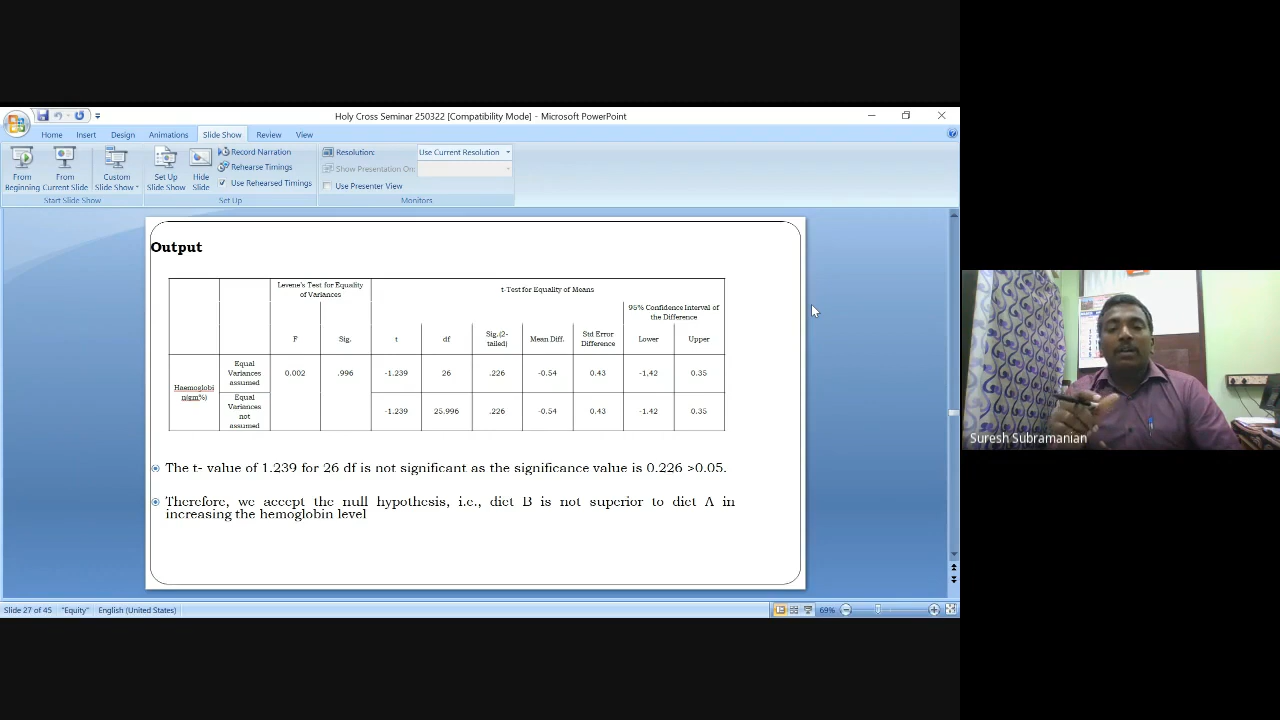 Holy Cross Seminar 250322 [Compatibility Mode] - Microsoft PowerPoint
Home Insert Design Animations Slide Show Review View
From Beginning
From Current Slide
Custom Slide Show
Set Up Slide Show
Hide Slide
Record Narration
Rehearse Timings
Use Rehearsed Timings
Resolution: Use Current Resolution
Show Presentation On:
Use Presenter View
Start Slide Show Set Up Monitors
Output
Levene's Test for Equality of Variances
t-Test for Equality of Means
95% Confidence Interval of the Difference
F Sig. t df Sig.(2-tailed) Mean Diff. Std Error Difference Lower Upper
Haemoglobin(gm%)
Equal Variances assumed 0.002 .996 -1.239 26 .226 -0.54 0.43 -1.42 0.35
Equal Variances not assumed -1.239 25.996 .226 -0.54 0.43 -1.42 0.35
The t- value of 1.239 for 26 df is not significant as the significance value is 0.226 >0.05.
Therefore, we accept the null hypothesis, i.e., diet B is not superior to diet A in
increasing the hemoglobin level
Suresh Subramanian
Slide 27 of 45 "Equity" English (United States) 69%